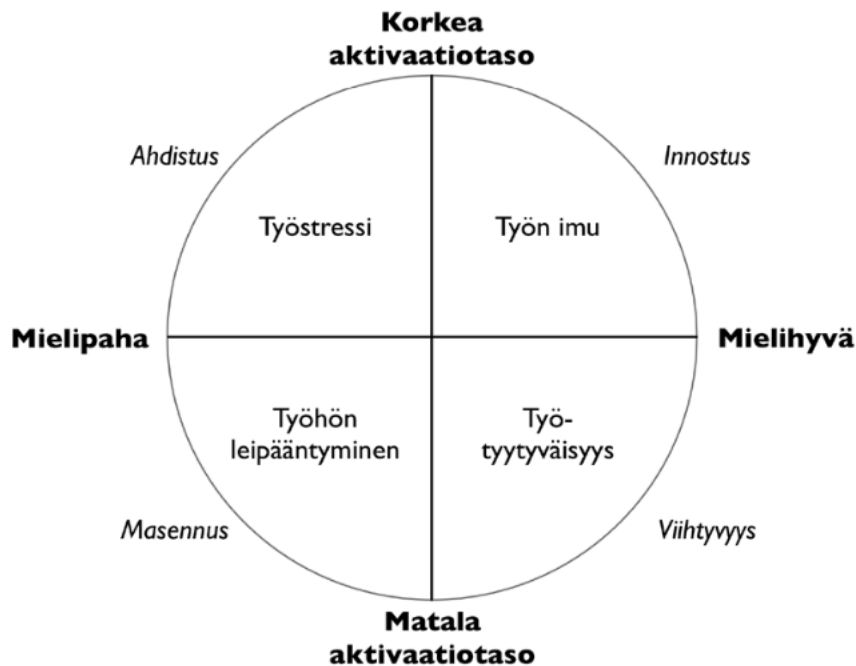 Korkea
aktivaatiotaso
Ahdistus
Innostus
Työstressi
Työn imu
Mielipaha
Mielihyvä
Työhön
leipääntyminen
Työ-
tyytyväisyys
Masennus
Viihtyvyys
Matala
aktivaatiotaso